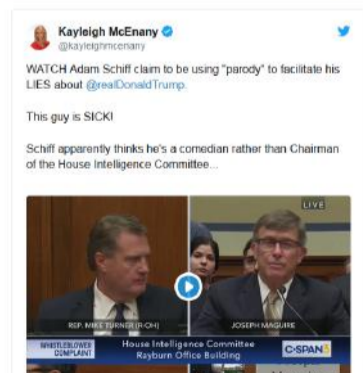 Kayleigh McEnany
@kayleighmcenany
WATCH Adam Schiff claim to be using "parody" to facilitate his
LIES about @realDonaldTrump.
This guy is SICK!
Schiff apparently thinks he's a comedian rather than Chairman
of the House Intelligence Committee...
LIVE
REP. MIKE TURNER (R-OH)
JOSEPH MAGUIRE
WHISTLEBLOWER
COMPLAINT
House Intelligence Committee
Rayburn Office Building
C-SPAN3